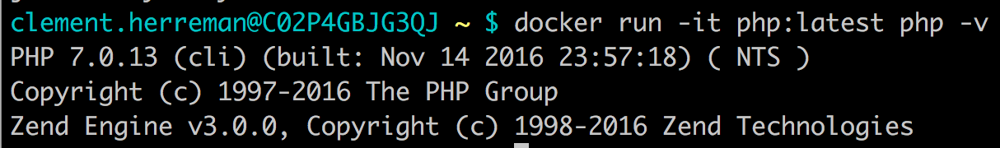 clement.herreman@C02P4GBJG3QJ ~ $ docker run -it php:latest php -v
PHP 7.0.13 (cli) (built: Nov 14 2016 23:57:18) ( NTS )
Copyright (c) 1997-2016 The PHP Group
Zend Engine v3.0.0, Copyright (c) 1998-2016 Zend Technologies